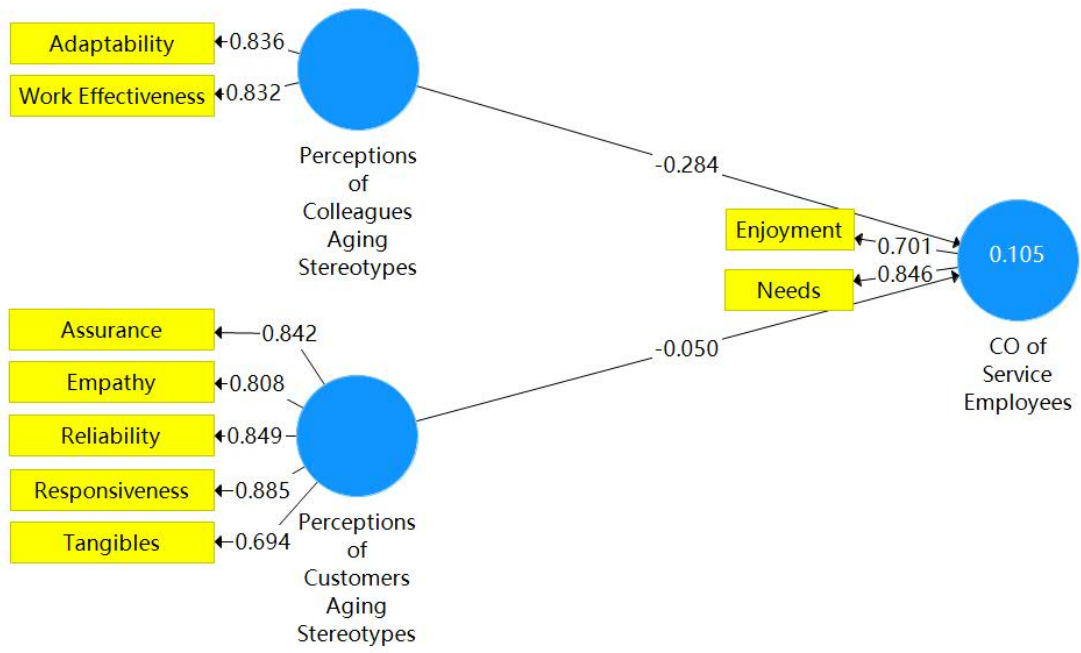 Adaptability
0.836
Work Effectiveness
0.832
Perceptions
of
Colleagues
Aging
Stereotypes
-0.284
Enjoyment
0.701
0.105
Needs
0.846
CO of
Service
Employees
-0.050
Assurance
0.842
Empathy
0.808
Reliability
0.849
Responsiveness
0.885
Tangibles
0.694
Perceptions
of
Customers
Aging
Stereotypes